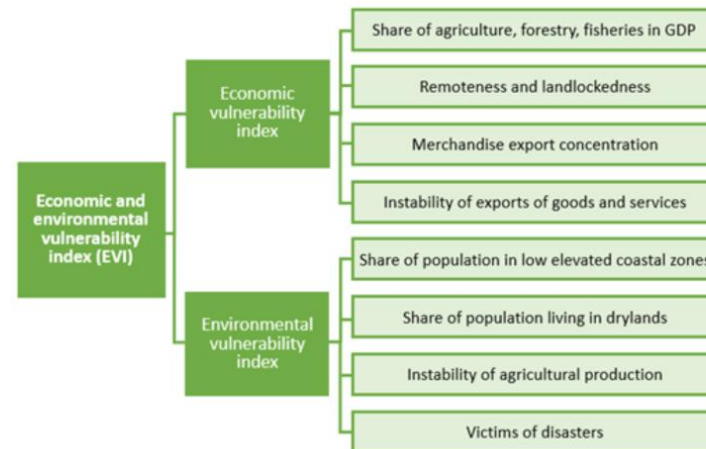 Economic and
environmental
vulnerability
index (EVI)
Economic
vulnerability
index
Share of agriculture, forestry, fisheries in GDP
Remoteness and landlockedness
Merchandise export concentration
Instability of exports of goods and services
Environmental
vulnerability
index
Share of population in low elevated coastal zones
Share of population living in drylands
Instability of agricultural production
Victims of disasters